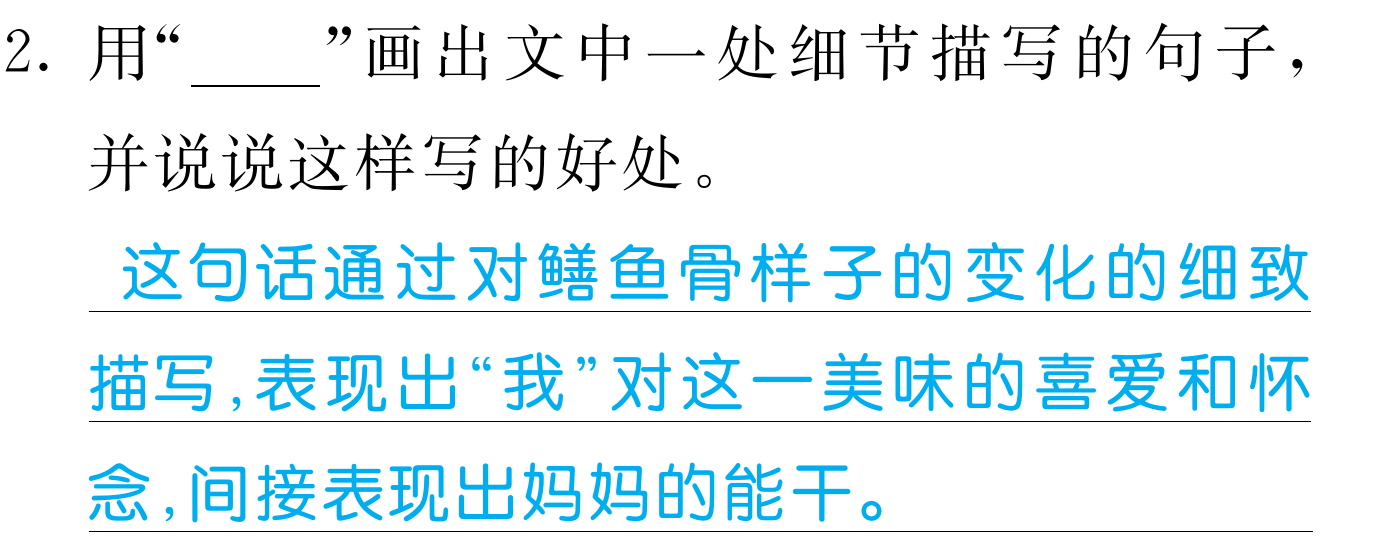 2. 用“____”画出文中一处细节描写的句子，
并说说这样写的好处。
这句话通过对鳝鱼骨样子的变化的细致
描写,表现出“我”对这一美味的喜爱和怀
念,间接表现出妈妈的能干。